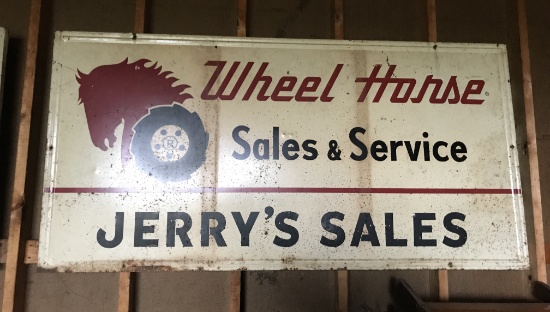 Wheel Horse
Sales & Service
JERRY'S SALES